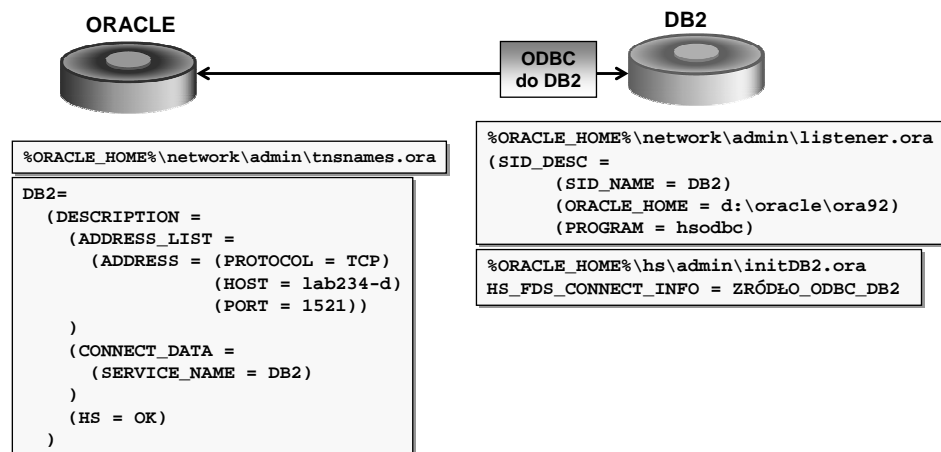 ORACLE
DB2
ODBC
do DB2
%ORACLE_HOME%\network\admin\tnsnames.ora
DB2=
(DESCRIPTION =
(ADDRESS_LIST =
(ADDRESS = (PROTOCOL = TCP)
(HOST = lab234-d)
(PORT = 1521))
)
(CONNECT_DATA =
(SERVICE_NAME = DB2)
)
(HS = OK)
)
%ORACLE_HOME%\network\admin\listener.ora
(SID_DESC =
(SID_NAME = DB2)
(ORACLE_HOME = d:\oracle\ora92)
(PROGRAM = hsodbc)
%ORACLE_HOME%\hs\admin\initDB2.ora
HS_FDS_CONNECT_INFO = ZRÓDŁO_ODBC_DB2